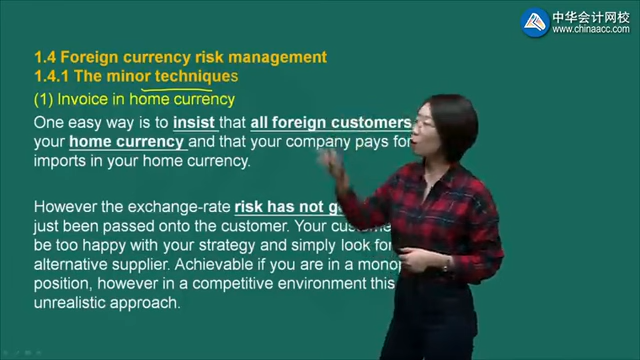 中华会计网校
www.chinaacc.com
1.4 Foreign currency risk management
1.4.1 The minor techniques
(1) Invoice in home currency
One easy way is to insist that all foreign customers
your home currency and that your company pays for
imports in your home currency.
However the exchange-rate risk has not
just been passed onto the customer. Your
be too happy with your strategy and simply look for
alternative supplier. Achievable if you are in a
position, however in a competitive environment this
unrealistic approach.